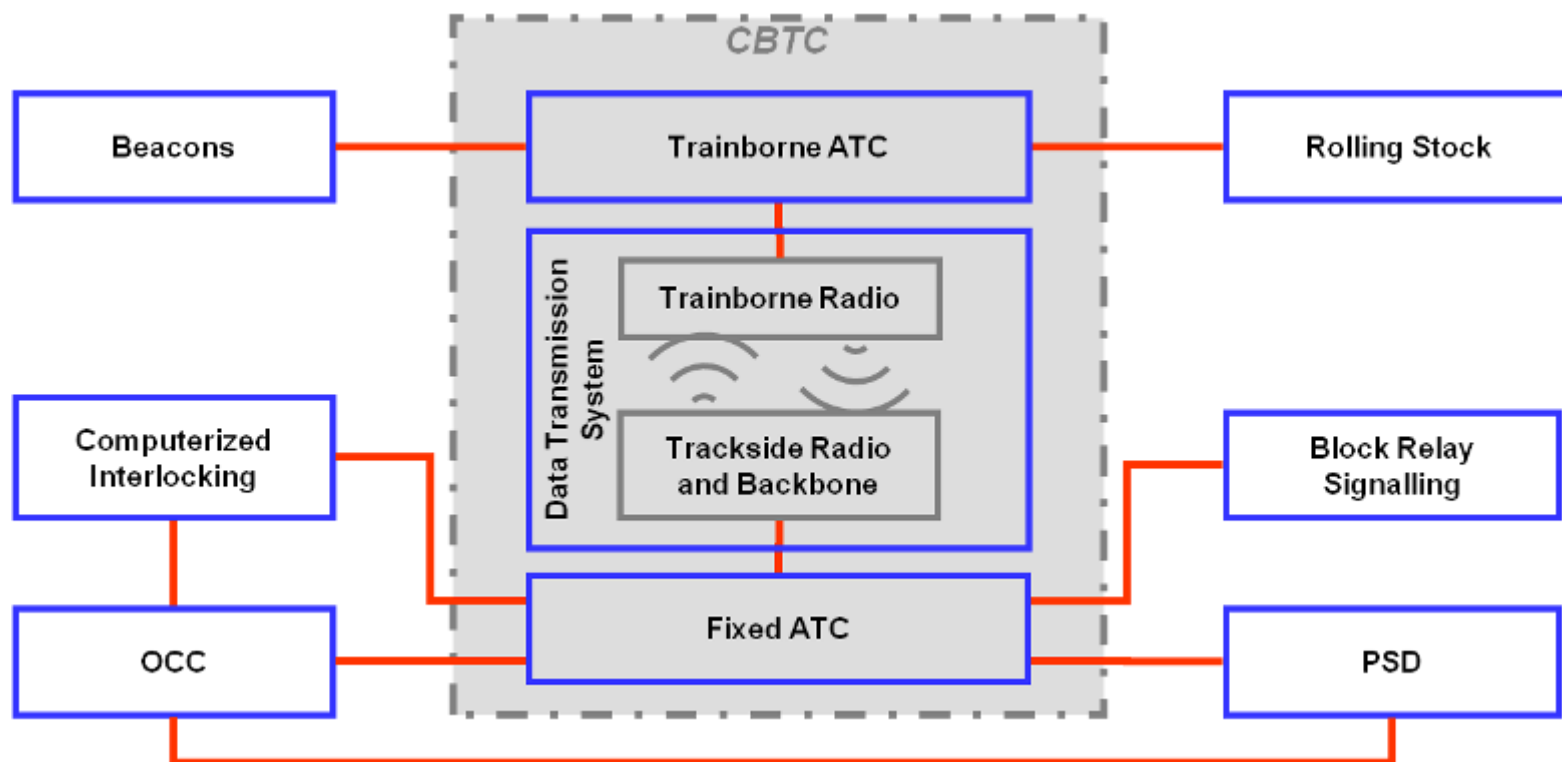 CBTC
Beacons
Trainborne ATC
Rolling Stock
Data Transmission
System
Trainborne Radio
Trackside Radio
and Backbone
Computerized
Interlocking
Block Relay
Signalling
OCC
Fixed ATC
PSD